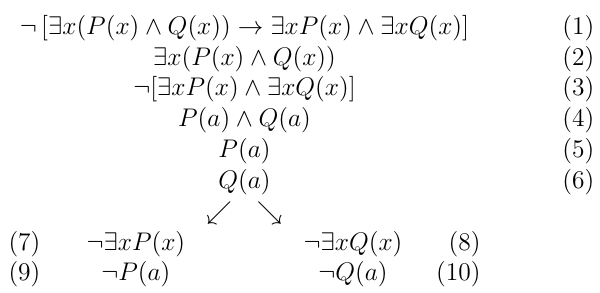 ¬ [∃x(P(x) ∧ Q(x)) → ∃xP(x) ∧ ∃xQ(x)] (1)
∃x(P(x) ∧ Q(x)) (2)
¬[∃xP(x) ∧ ∃xQ(x)] (3)
P(a) ∧ Q(a) (4)
P(a) (5)
Q(a) (6)
↙ ↘
(7) ¬∃xP(x) ¬∃xQ(x) (8)
(9) ¬P(a) ¬Q(a) (10)